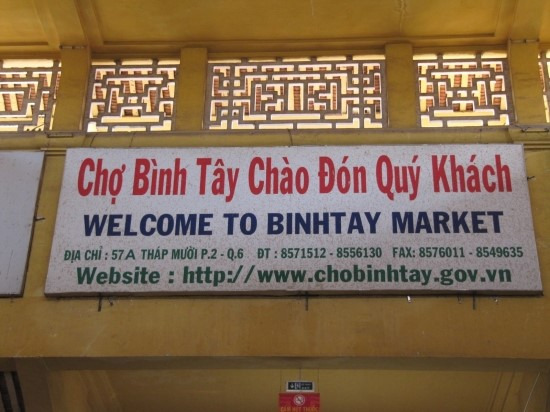 Chợ Bình Tây Chào Đón Quý Khách
WELCOME TO BINHTAY MARKET
ĐỊA CHỈ : 57A THÁP MƯỜI P.2 - Q.6 ĐT : 8571512 - 8556130 FAX: 8576011 - 8549635
Website : http://www.chobinhtay.gov.vn